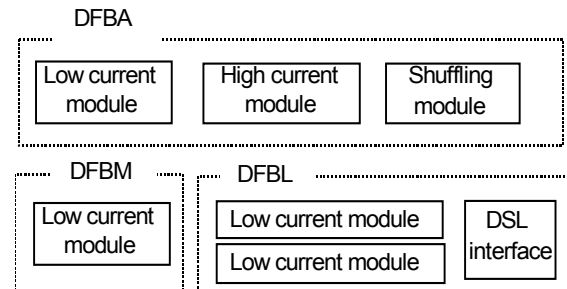 DFBA
Low current
module
High current
module
Shuffling
module
DFBM
Low current
module
DFBL
Low current module
Low current module
DSL
interface